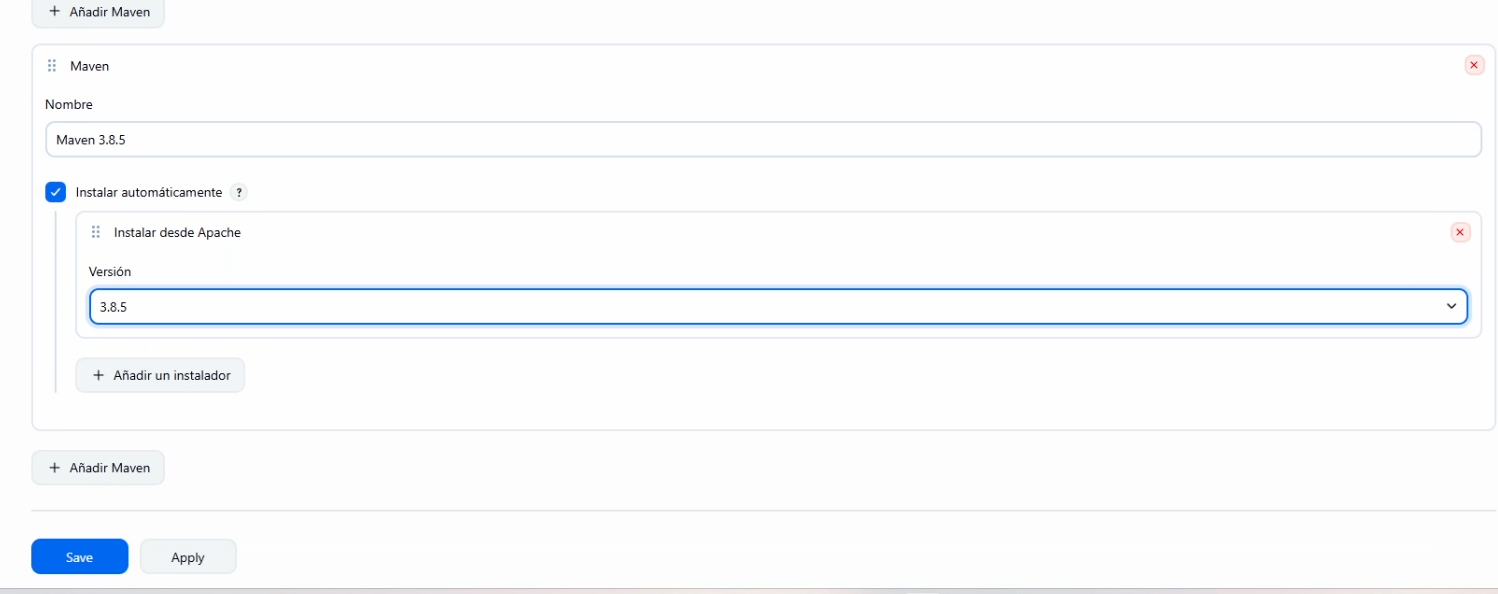 + Añadir Maven
Maven
Nombre
Maven 3.8.5
Instalar automáticamente ?
Instalar desde Apache
Versión
3.8.5
+ Añadir un instalador
+ Añadir Maven
Save Apply